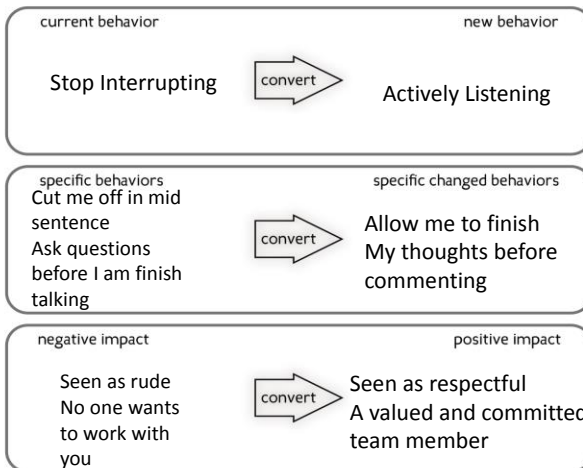 current behavior
new behavior
Stop Interrupting
convert
Actively Listening
specific behaviors
specific changed behaviors
Cut me off in mid
sentence
Ask questions
before I am finish
talking
convert
Allow me to finish
My thoughts before
commenting
negative impact
positive impact
Seen as rude
No one wants
to work with
you
convert
Seen as respectful
A valued and committed
team member